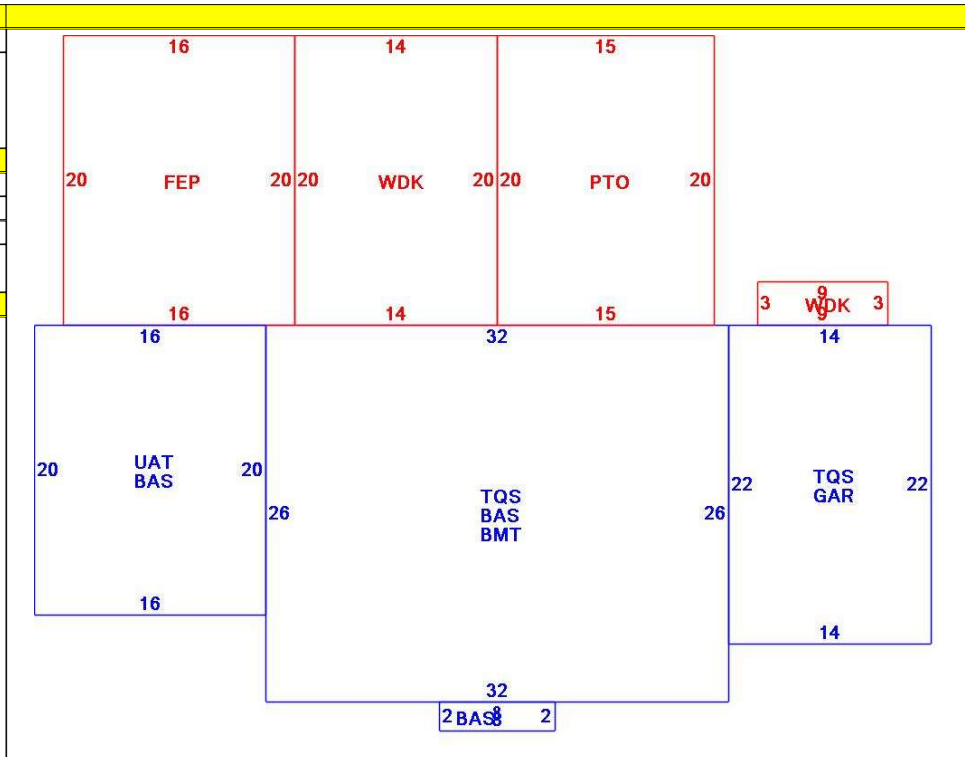 16 14 15
20 FEP 20 20 WDK 20 20 PTO 20
16 14 15
9
3 WDK 3
9
16 32 14
20 UAT BAS 20
26 TQS BAS BMT 26
22 TQS GAR 22
16
14
32
8
2 BAS 2
8